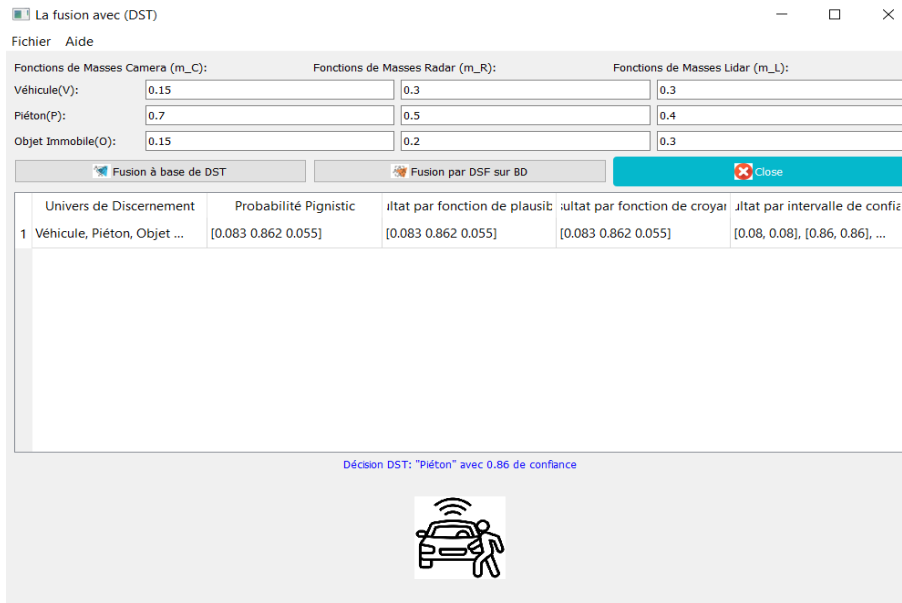 La fusion avec (DST)
Fichier Aide
Fonctions de Masses Camera (m_C): Fonctions de Masses Radar (m_R): Fonctions de Masses Lidar (m_L):
Véhicule(V): 0.15 0.3 0.3
Piéton(P): 0.7 0.5 0.4
Objet Immobile(O): 0.15 0.2 0.3
Fusion à base de DST Fusion par DSF sur BD Close
Univers de Discernement Probabilité Pignistic ıltat par fonction de plausib ıltat par fonction de croyar ıltat par intervalle de confia
1 Véhicule, Piéton, Objet ... [0.083 0.862 0.055] [0.083 0.862 0.055] [0.083 0.862 0.055] [0.08, 0.08], [0.86, 0.86], ...
Décision DST: "Piéton" avec 0.86 de confiance